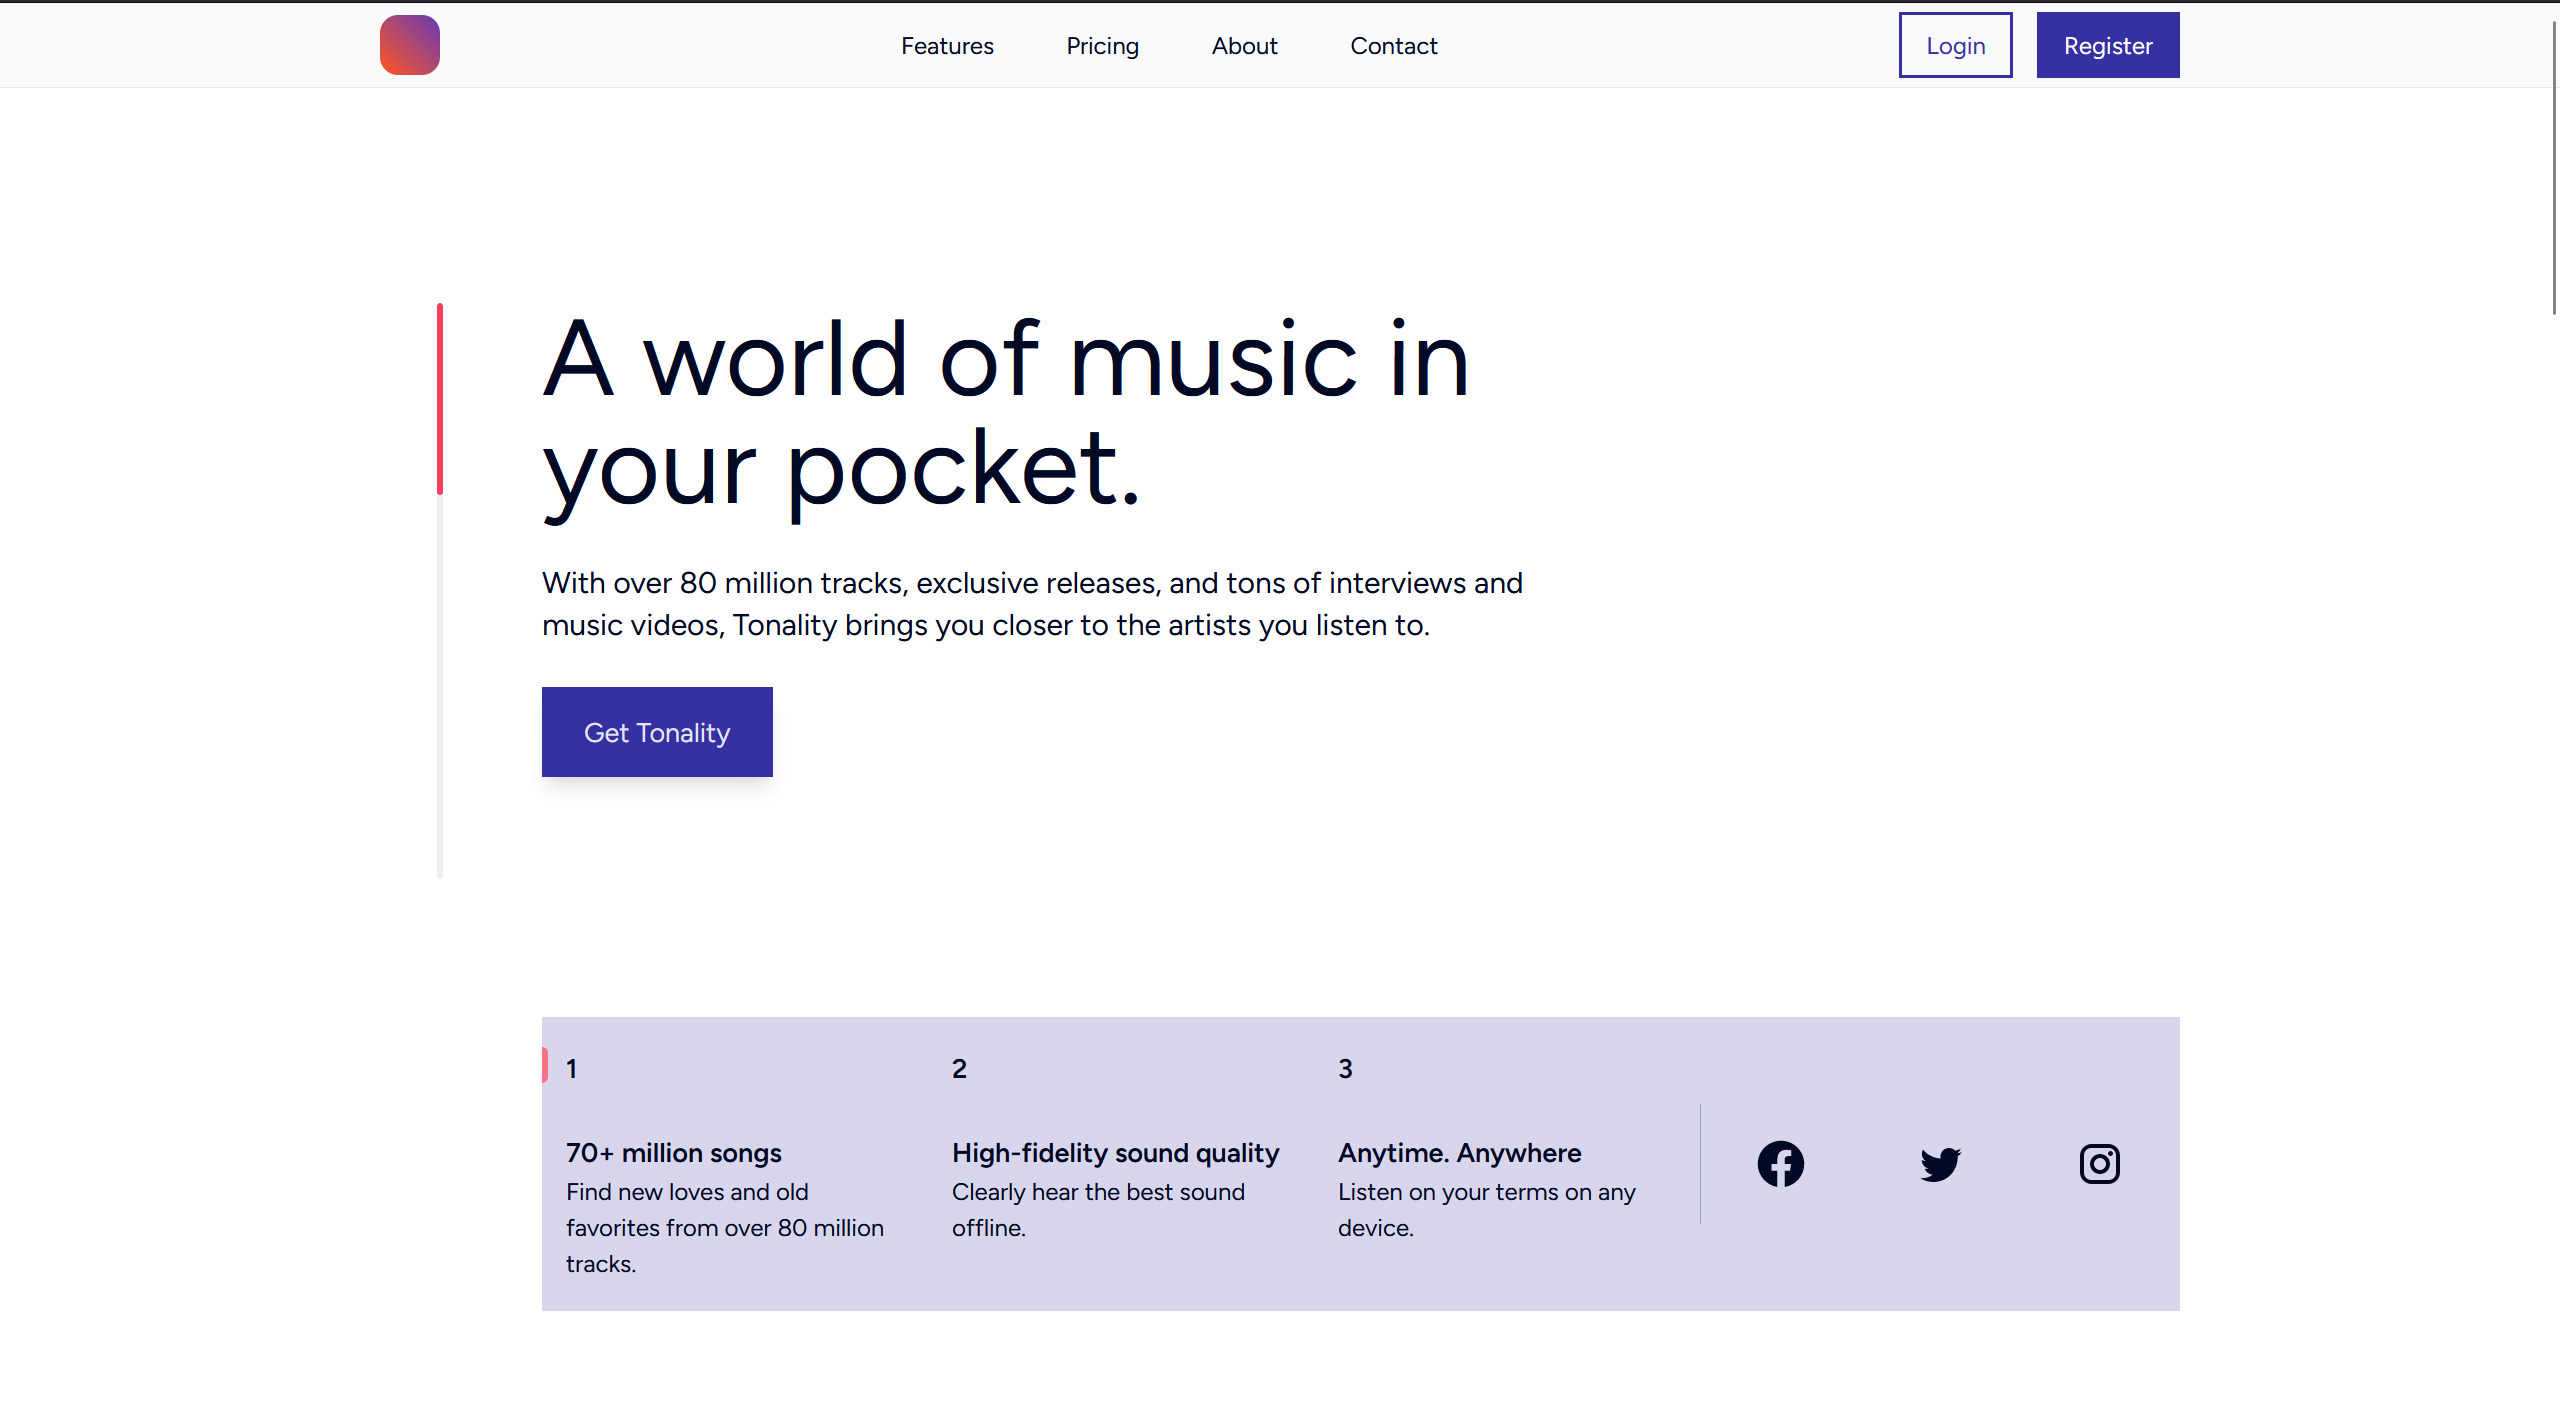 Features
Pricing
About
Contact
Login
Register
A world of music in
your pocket.
With over 80 million tracks, exclusive releases, and tons of interviews and
music videos, Tonality brings you closer to the artists you listen to.
Get Tonality
1
70+ million songs
Find new loves and old
favorites from over 80 million
tracks.
2
High-fidelity sound quality
Clearly hear the best sound
offline.
3
Anytime. Anywhere
Listen on your terms on any
device.